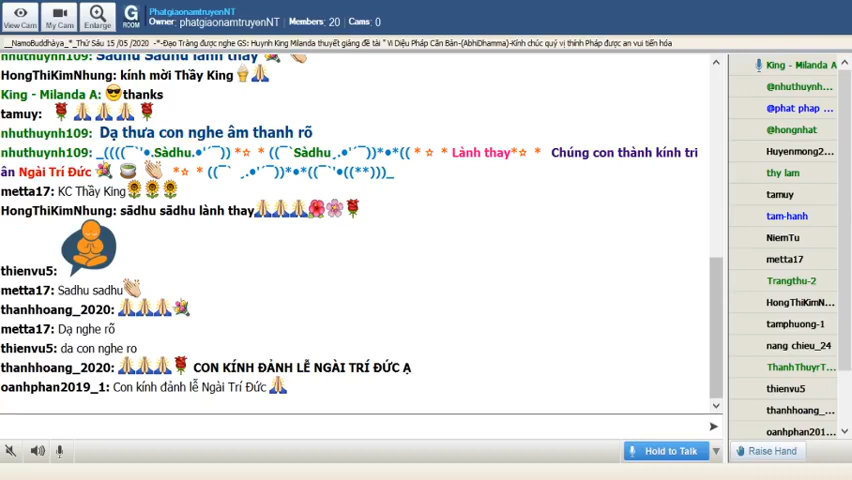 View Cam
My Cam
Enlarge
G
ROOM
PhatgiaonamtruyenNT
Owner: phatgiaonamtruyenNT | Members: 20 | Cams: 0
__NamoBuddhàya_*_Thứ Sáu 15 /05 /2020 -*-Đạo Tràng được nghe GS: Huynh King Milanda thuyết giảng đề tài " Vi Diệu Pháp Căn Bản-(AbhiDhamma)-Kính chúc quý vị thính Pháp được an vui tiến hóa
nhuthuynh109: Sadhu Sadhu lành thay
HongThiKimNhung: kính mời Thầy King
King - Milanda A: thanks
tamuy:
nhuthuynh109: Dạ thưa con nghe âm thanh rõ
nhuthuynh109: _((((¯`'•.Sàdhu.•'´¯)) *☆ * ((¯`Sàdhu¸.•'´¯))*•*(( * ☆ * Lành thay*☆ * Chúng con thành kính tri
ân Ngài Trí Đức *☆ * ((¯`¸.•'´¯))*•*((¯`'•((**)))_
metta17: KC Thầy King
HongThiKimNhung: sādhu sādhu lành thay
thienvu5:
metta17: Sadhu sadhu
thanhhoang_2020:
metta17: Dạ nghe rõ
thienvu5: da con nghe ro
thanhhoang_2020: CON KÍNH ĐẢNH LỄ NGÀI TRÍ ĐỨC Ạ
oanhphan2019_1: Con kính đảnh lễ Ngài Trí Đức
Hold to Talk
King - Milanda A
@nhuthuynh...
@phat phap ...
@hongnhat
Huyenmong2...
thy lam
tamuy
tam-hanh
NiemTu
metta17
Trangthu-2
HongThiKimN...
tamphuong-1
nang chieu_24
ThanhThuyrT...
thienvu5
thanhhoang_...
oanhphan201...
Raise Hand